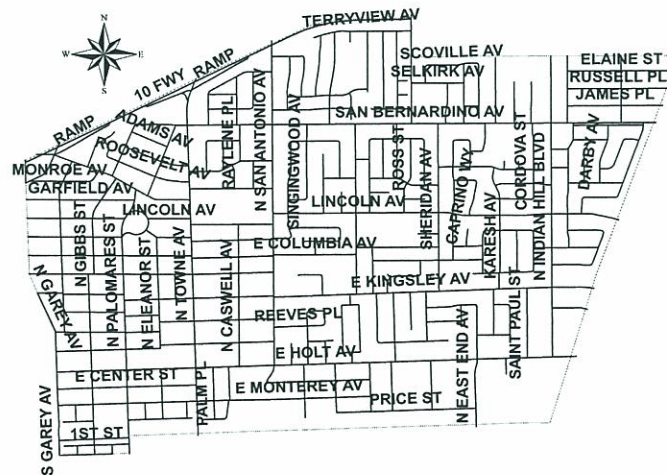 TERRYVIEW AV
N
W
E
S
SCOVILLE AV
SELKIRK AV
ELAINE ST
RUSSELL PL
JAMES PL
10 FWY
RAMP
SAN BERNARDINO AV
RAMP
ADAMS AV
ROOSEVELT AV
MONROE AV
GARFIELD AV
RAYLENE PL
N SAN ANTONIO AV
SINGINGWOOD AV
ROSS ST
SHERIDAN AV
CAPRINO WY
KARESH AV
CORDOVA ST
N INDIAN HILL BLVD
DARBY AV
LINCOLN AV
LINCOLN AV
N GIBBS ST
N PALOMARES ST
N ELEANOR ST
N TOWNE AV
N CASWELL AV
E COLUMBIA AV
E KINGSLEY AV
N GAREY AV
REEVES PL
E HOLT AV
N EAST END AV
SAINT PAUL ST
E CENTER ST
PALM PL
E MONTEREY AV
PRICE ST
S GAREY AV
1ST ST